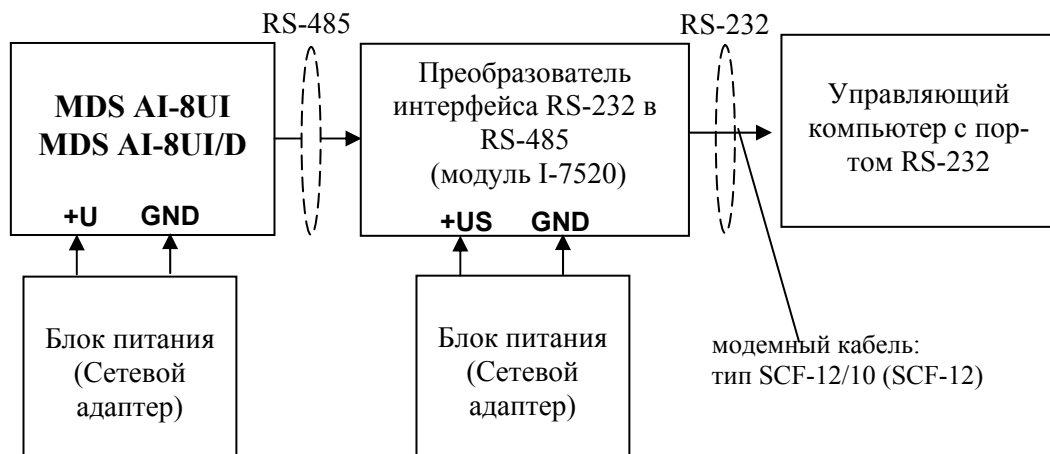 RS-485
RS-232
MDS AI-8UI
MDS AI-8UI/D
+U GND
Преобразователь
интерфейса RS-232 в
RS-485
(модуль I-7520)
+US GND
Управляющий
компьютер с пор-
том RS-232
Блок питания
(Сетевой
адаптер)
Блок питания
(Сетевой
адаптер)
модемный кабель:
тип SCF-12/10 (SCF-12)